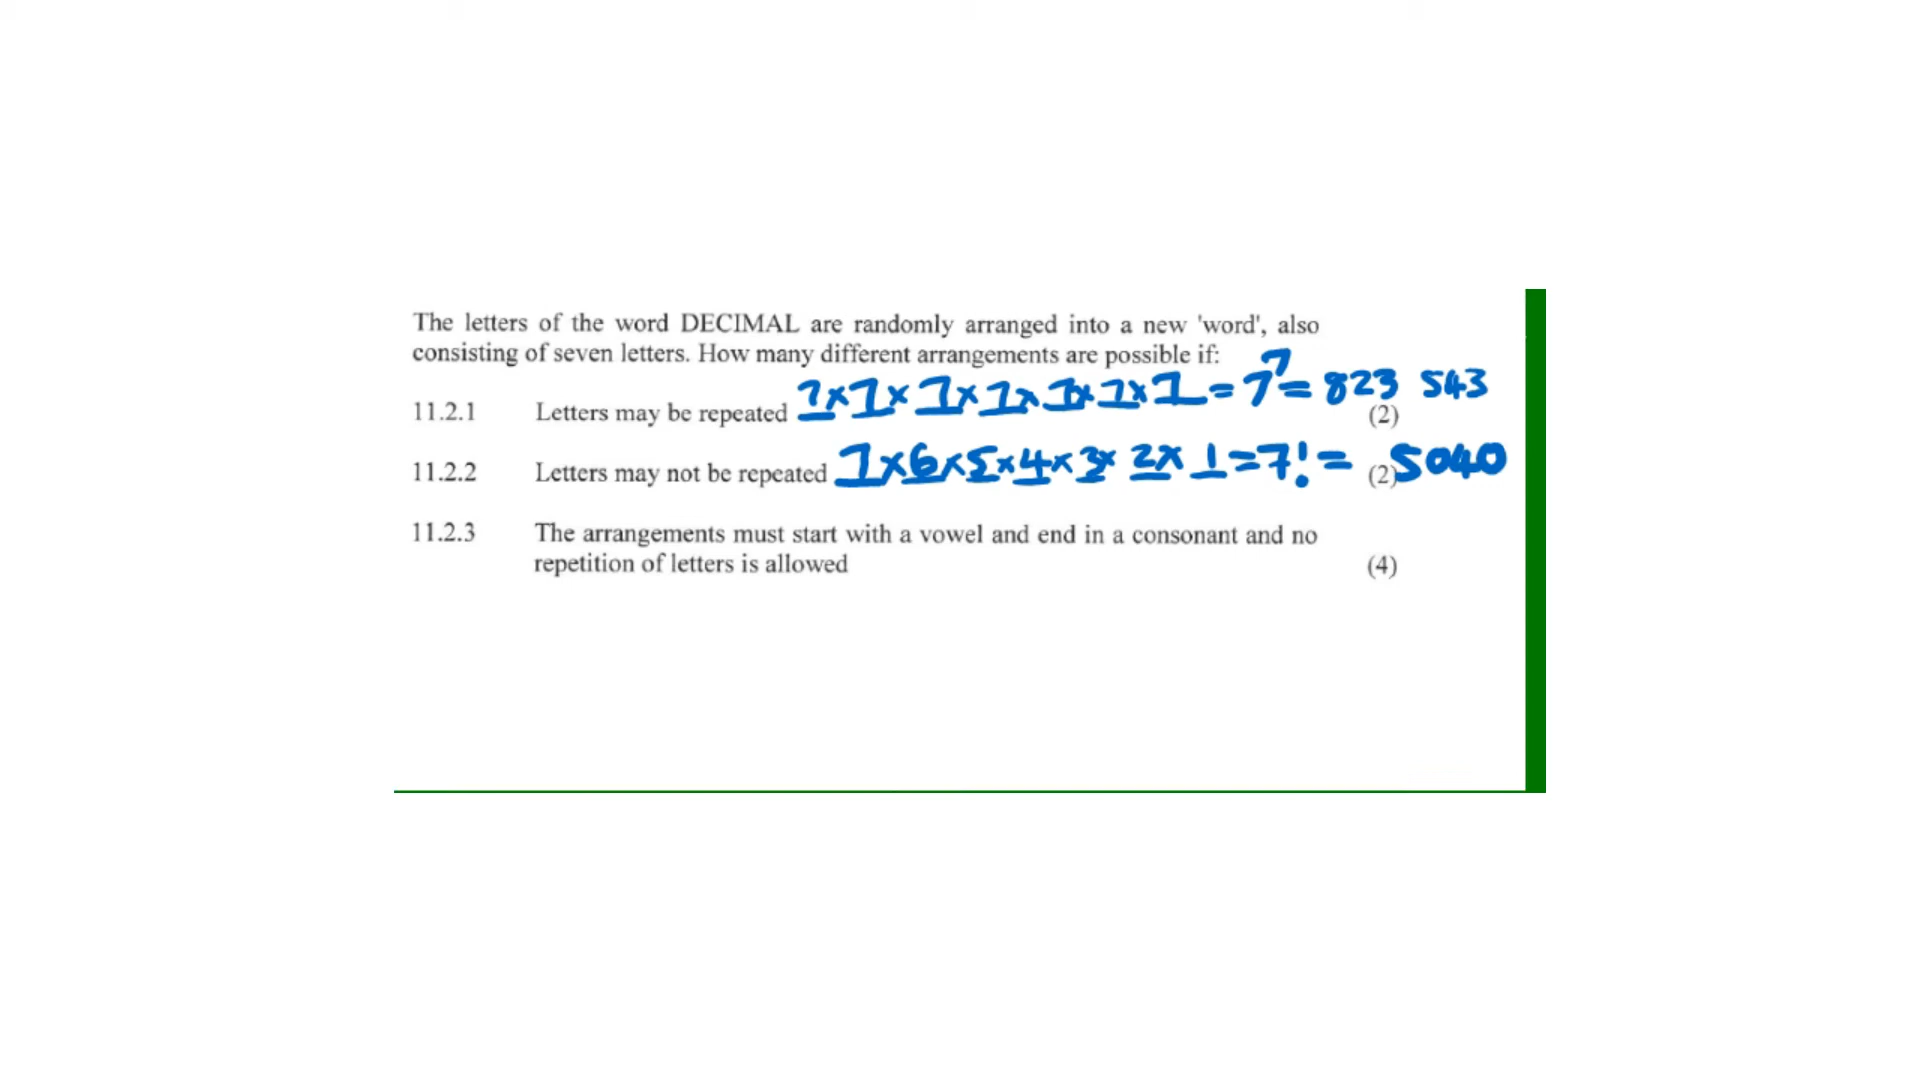 The letters of the word DECIMAL are randomly arranged into a new 'word', also
consisting of seven letters. How many different arrangements are possible if:
11.2.1 Letters may be repeated 7×7×7×7×7×7×7=7⁷= 823 543 (2)
11.2.2 Letters may not be repeated 7×6×5×4×3×2×1=7!= 5040 (2)
11.2.3 The arrangements must start with a vowel and end in a consonant and no
repetition of letters is allowed (4)